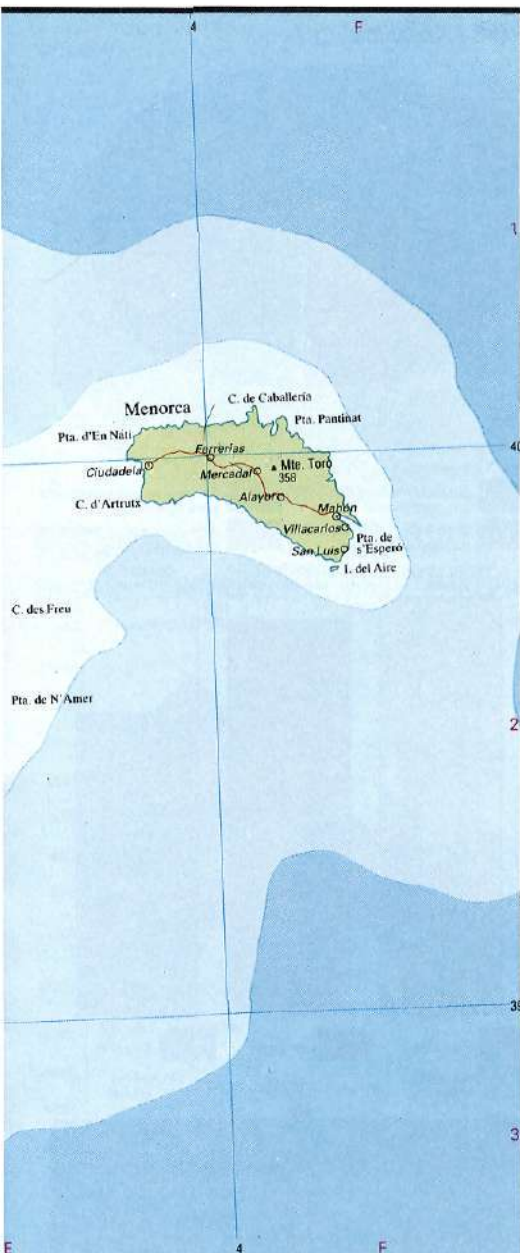 4
F
1
C. de Caballería
Menorca
Pta. Pantinat
Pta. d'En Nati
Ferrerias
40
Ciudadela
Mercadal
Mte. Toro
358
C. d'Artrutx
Alayor
Mahón
Villacarlos
Pta. de
s'Esperó
San Luis
I. del Aire
C. des Freu
Pta. de N'Amer
2
39
3
E
4
F